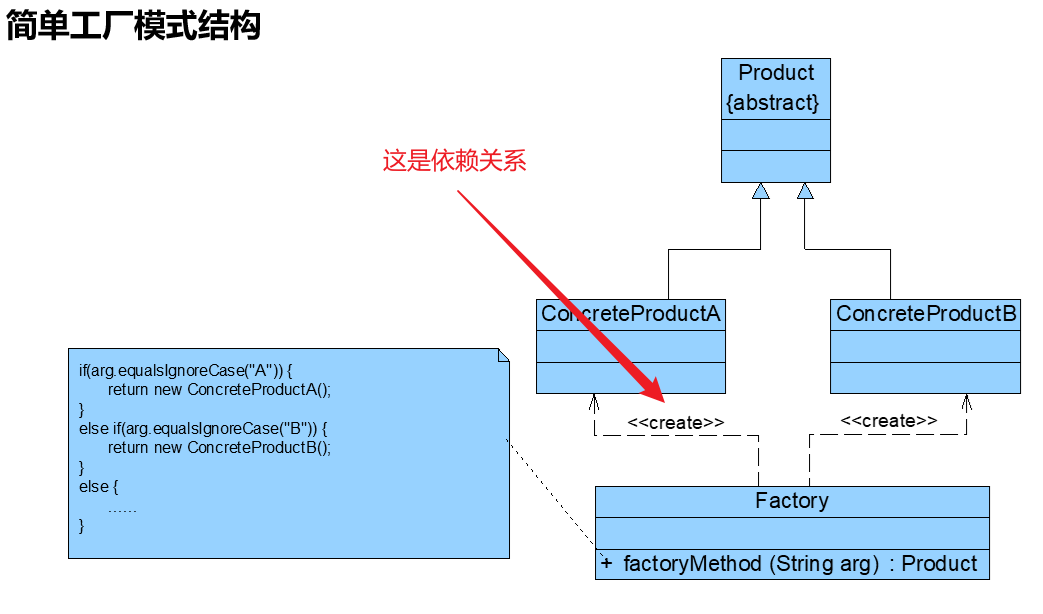 简单工厂模式结构
Product
{abstract}
这是依赖关系
ConcreteProductA
ConcreteProductB
if(arg.equalsIgnoreCase("A")) {
return new ConcreteProductA();
}
else if(arg.equalsIgnoreCase("B")) {
return new ConcreteProductB();
}
else {
……
}
<<create>>
<<create>>
Factory
+ factoryMethod (String arg) : Product